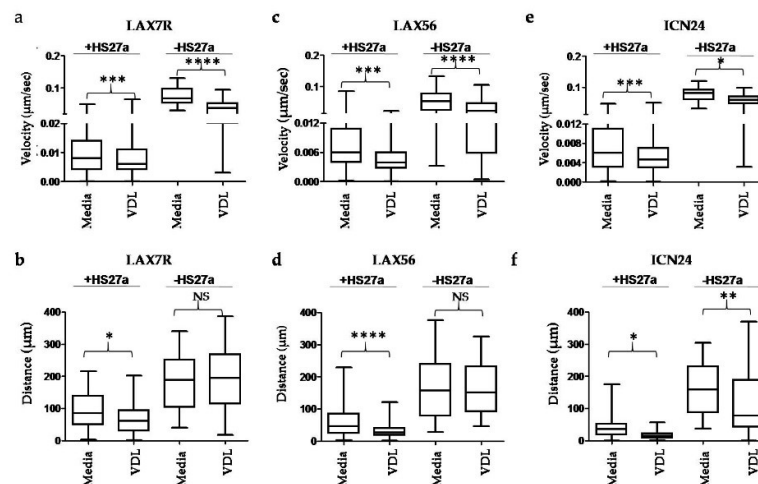 a
LAX7R
+HS27a -HS27a
Velocity (μm/sec)
0.2
0.1
0.02
0.01
0.00
*** ****
Media VDL Media VDL
c
LAX56
+HS27a -HS27a
Velocity (μm/sec)
0.2
0.1
0.012
0.008
0.004
0.000
*** ****
Media VDL Media VDL
e
ICN24
+HS27a -HS27a
Velocity (μm/sec)
0.2
0.1
0.012
0.008
0.004
0.000
*** *
Media VDL Media VDL
b
LAX7R
+HS27a -HS27a
Distance (μm)
400
300
200
100
0
* NS
Media VDL Media VDL
d
LAX56
+HS27a -HS27a
Distance (μm)
400
300
200
100
0
**** NS
Media VDL Media VDL
f
ICN24
+HS27a -HS27a
Distance (μm)
400
300
200
100
0
* **
Media VDL Media VDL